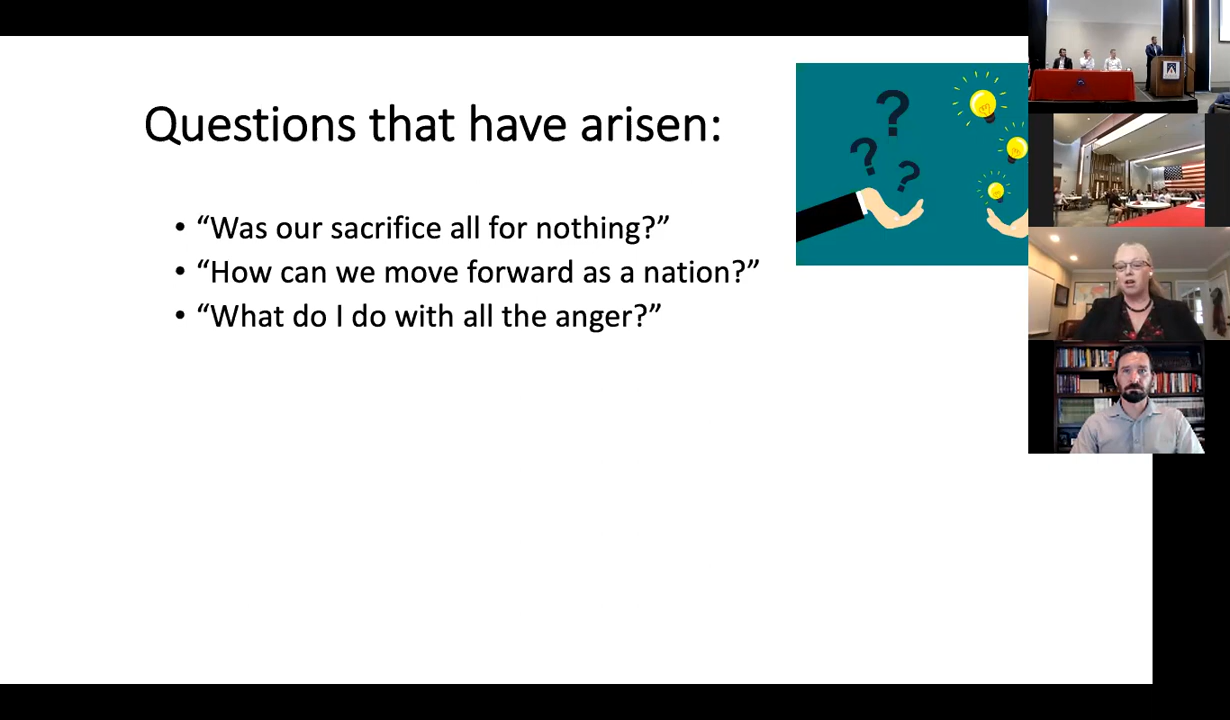 Questions that have arisen:
• “Was our sacrifice all for nothing?”
• “How can we move forward as a nation?”
• “What do I do with all the anger?”
? ? ?